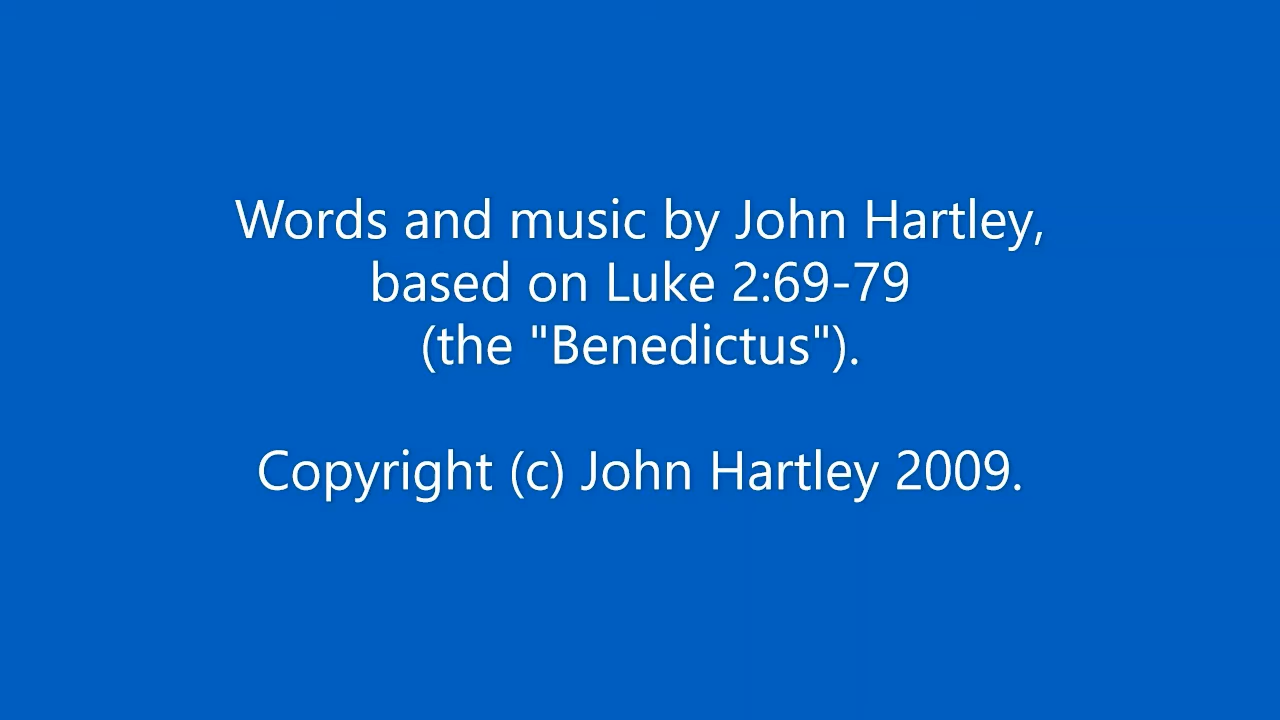 Words and music by John Hartley,
based on Luke 2:69-79
(the "Benedictus").
Copyright (c) John Hartley 2009.